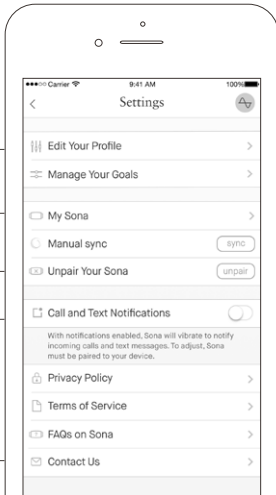 Carrier 9:41 AM 100%
Settings
Edit Your Profile
Manage Your Goals
My Sona
Manual sync sync
Unpair Your Sona unpair
Call and Text Notifications
With notifications enabled, Sona will vibrate to notify
incoming calls and text messages. To adjust, Sona
must be paired to your device.
Privacy Policy
Terms of Service
FAQs on Sona
Contact Us